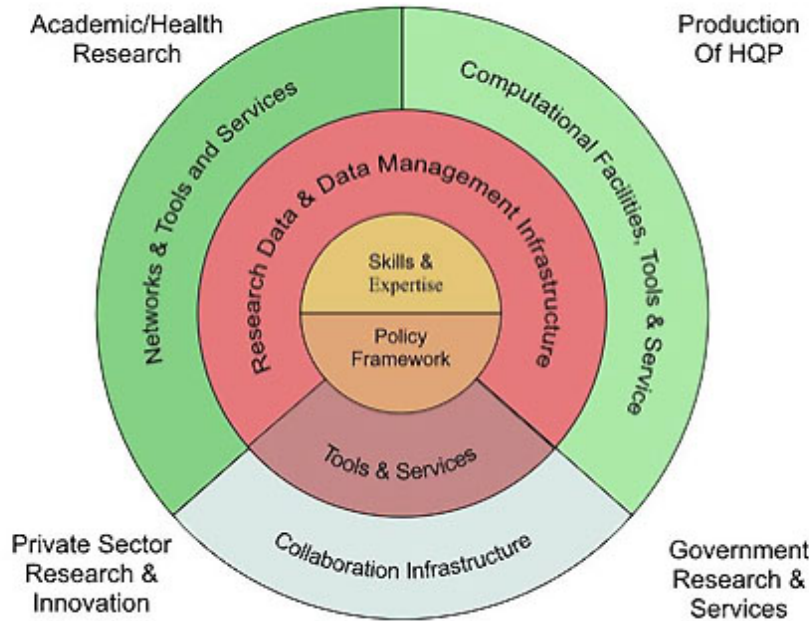 Academic/Health
Research
Production
Of HQP
Networks & Tools and Services
Computational Facilities, Tools & Service
Research Data & Data Management Infrastructure
Skills &
Expertise
Policy
Framework
Tools & Services
Collaboration Infrastructure
Private Sector
Research &
Innovation
Government
Research &
Services